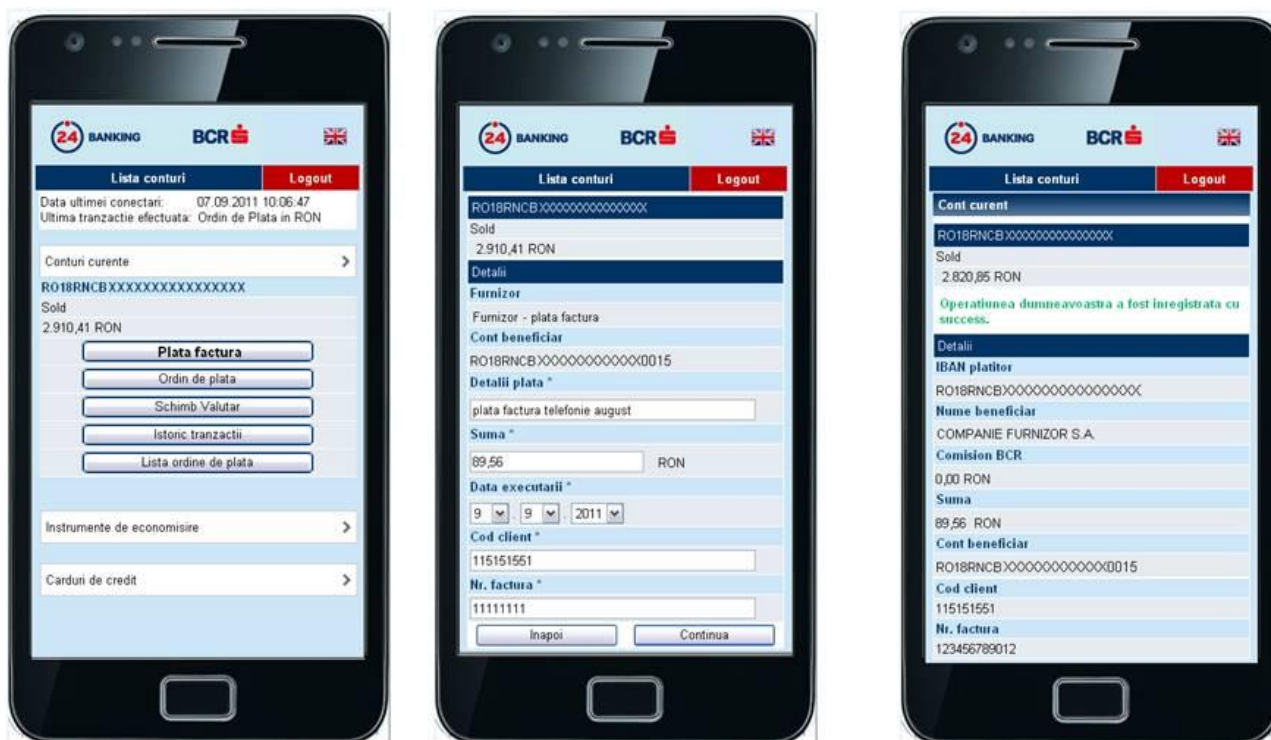 24 BANKING BCR
Lista conturi Logout
Data ultimei conectari: 07.09.2011 10:06:47
Ultima tranzactie efectuata: Ordin de Plata in RON
Conturi curente
RO18RNCBXXXXXXXXXXXXXXXX
Sold
2.910,41 RON
Plata factura
Ordin de plata
Schimb Valutar
Istoric tranzactii
Lista ordine de plata
Instrumente de economisire
Carduri de credit
24 BANKING BCR
Lista conturi Logout
RO18RNCBXXXXXXXXXXXXXXXX
Sold
2.910,41 RON
Detalii
Furnizor
Furnizor - plata factura
Cont beneficiar
RO18RNCBXXXXXXXXXXXX0015
Detalii plata *
plata factura telefonie august
Suma *
89,56 RON
Data executarii *
9 . 9 . 2011
Cod client *
115151551
Nr. factura *
11111111
Inapoi Continua
24 BANKING BCR
Lista conturi Logout
Cont curent
RO18RNCBXXXXXXXXXXXXXXXX
Sold
2.820,85 RON
Operatiunea dumneavoastra a fost inregistrata cu
success.
Detalii
IBAN platitor
RO18RNCBXXXXXXXXXXXXXXXX
Nume beneficiar
COMPANIE FURNIZOR S.A.
Comision BCR
0,00 RON
Suma
89,56 RON
Cont beneficiar
RO18RNCBXXXXXXXXXXXX0015
Cod client
115151551
Nr. factura
123456789012